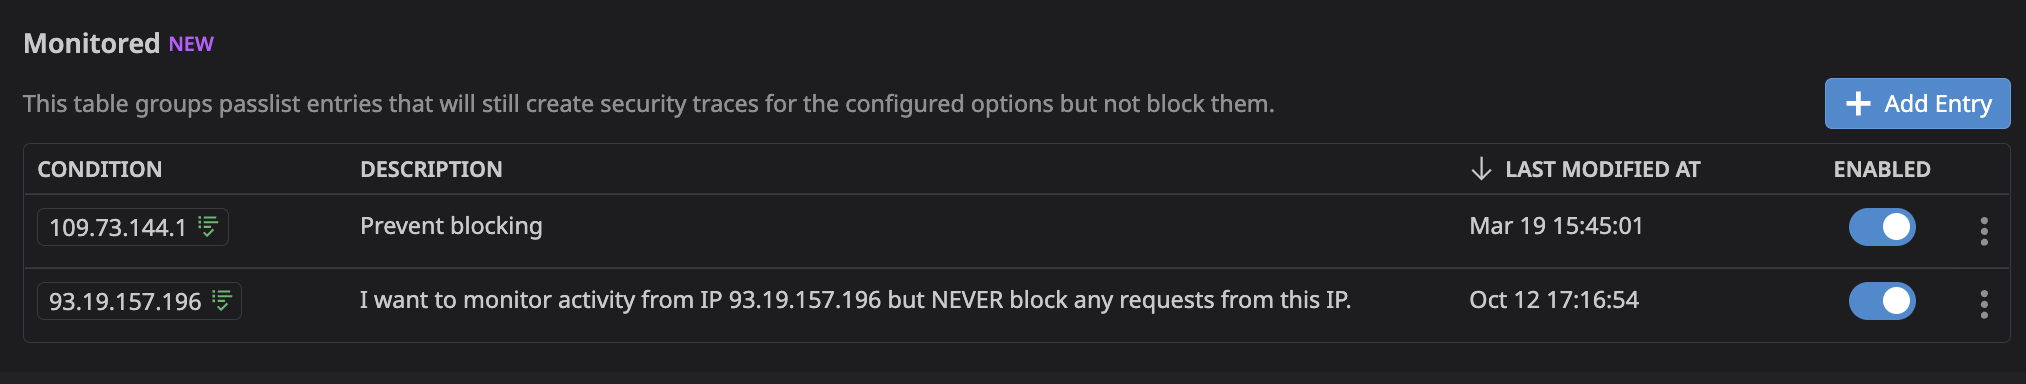 Monitored NEW
This table groups passlist entries that will still create security traces for the configured options but not block them.
Add Entry
CONDITION DESCRIPTION LAST MODIFIED AT ENABLED
109.73.144.1 Prevent blocking Mar 19 15:45:01
93.19.157.196 I want to monitor activity from IP 93.19.157.196 but NEVER block any requests from this IP. Oct 12 17:16:54